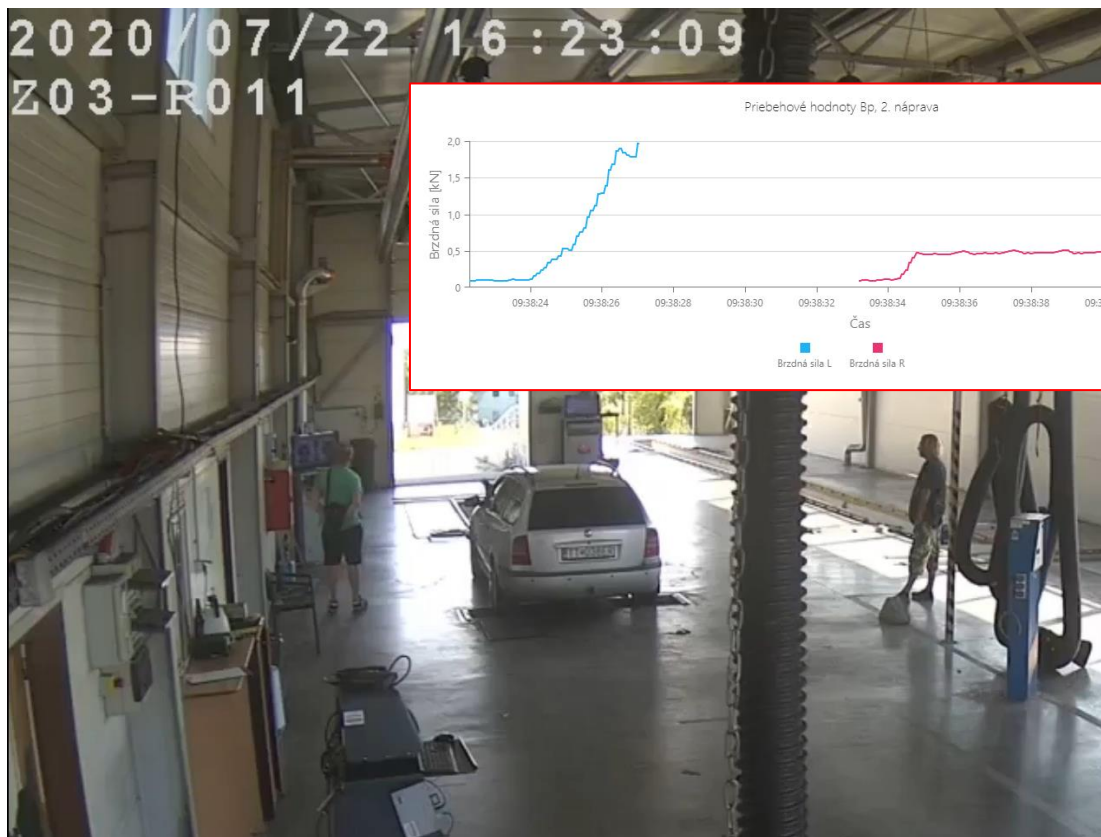 2020/07/22 16:23:09
Z03-R011
Priebehové hodnoty Bp, 2. náprava
Brzdná sila [kN]
2,0
1,5
1,0
0,5
0
09:38:24
09:38:26
09:38:28
09:38:30
09:38:32
09:38:34
09:38:36
09:38:38
09:3
Čas
Brzdná sila L
Brzdná sila R